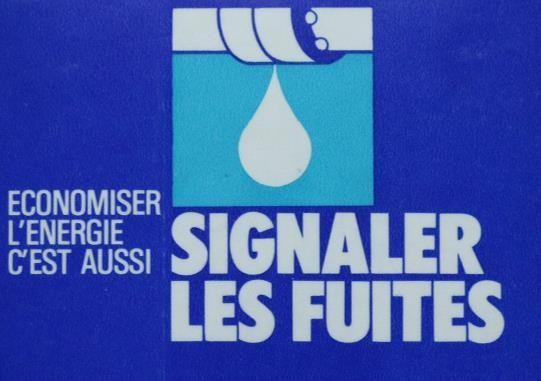 ECONOMISER
L'ENERGIE
C'EST AUSSI
SIGNALER
LES FUITES